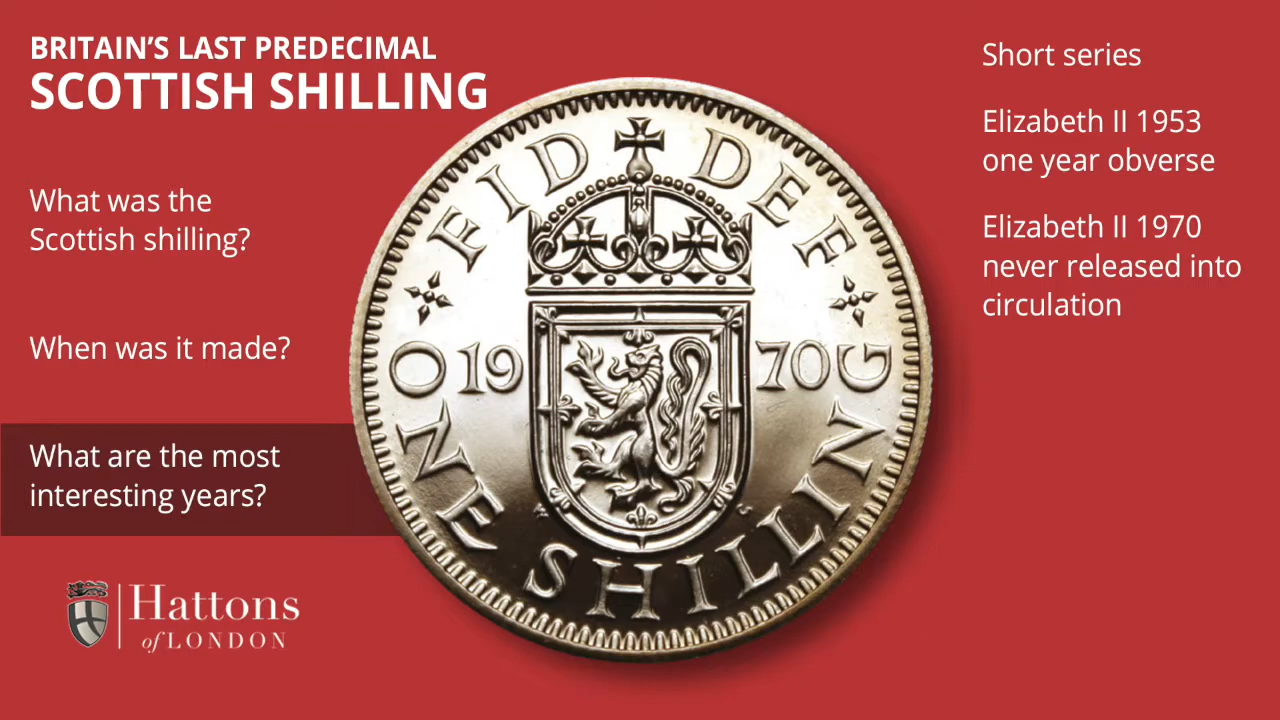 BRITAIN'S LAST PREDECIMAL
SCOTTISH SHILLING
What was the
Scottish shilling?
When was it made?
What are the most
interesting years?
Hattons
of LONDON
FID DEF
19 70
ONE SHILLING
Short series
Elizabeth II 1953
one year obverse
Elizabeth II 1970
never released into
circulation